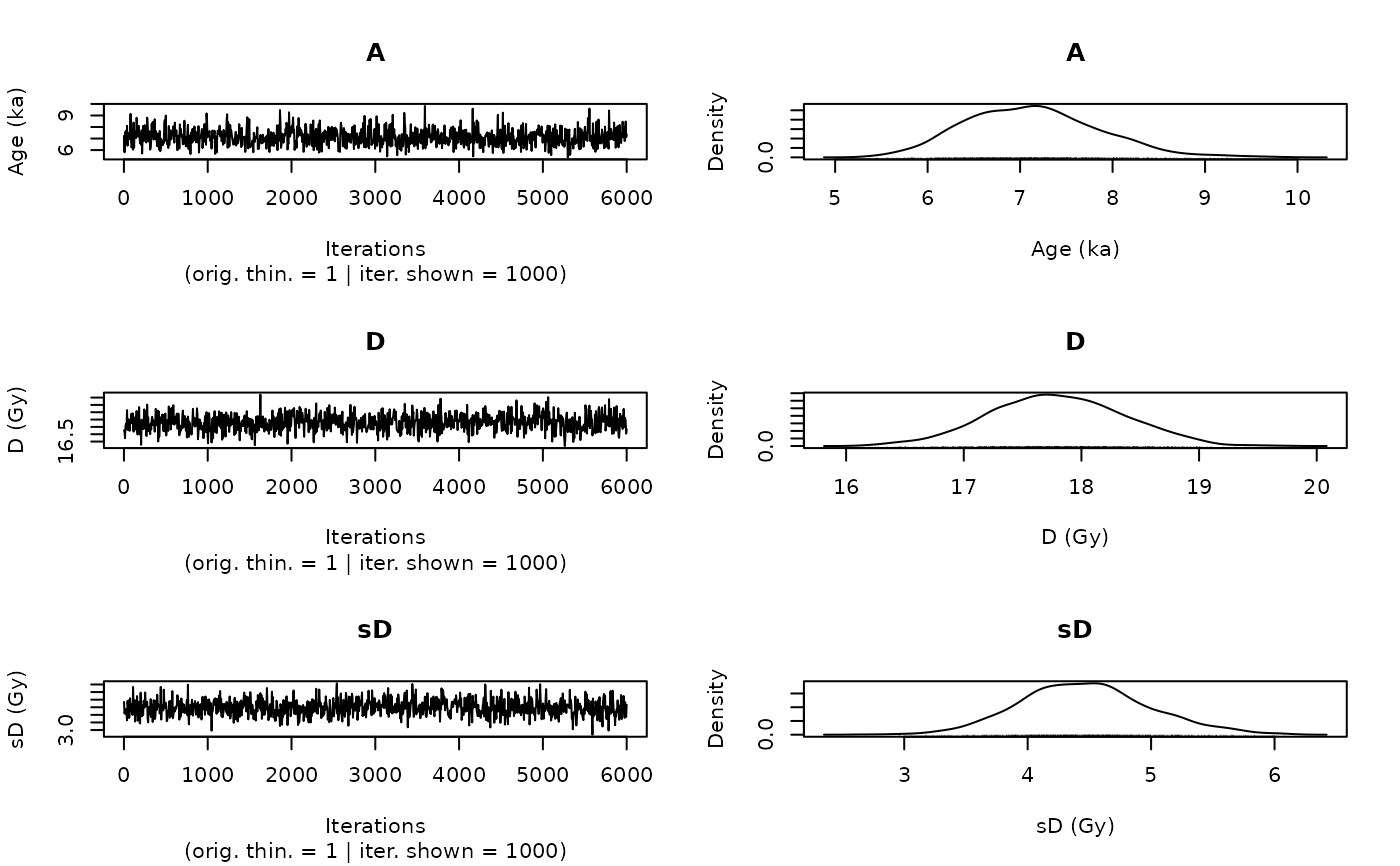 A
Age (ka)
9
6
0 1000 2000 3000 4000 5000 6000
Iterations
(orig. thin. = 1 | iter. shown = 1000)
A
Density
0.0
5 6 7 8 9 10
Age (ka)
D
D (Gy)
16.5
0 1000 2000 3000 4000 5000 6000
Iterations
(orig. thin. = 1 | iter. shown = 1000)
D
Density
0.0
16 17 18 19 20
D (Gy)
sD
sD (Gy)
3.0
0 1000 2000 3000 4000 5000 6000
Iterations
(orig. thin. = 1 | iter. shown = 1000)
sD
Density
0.0
3 4 5 6
sD (Gy)